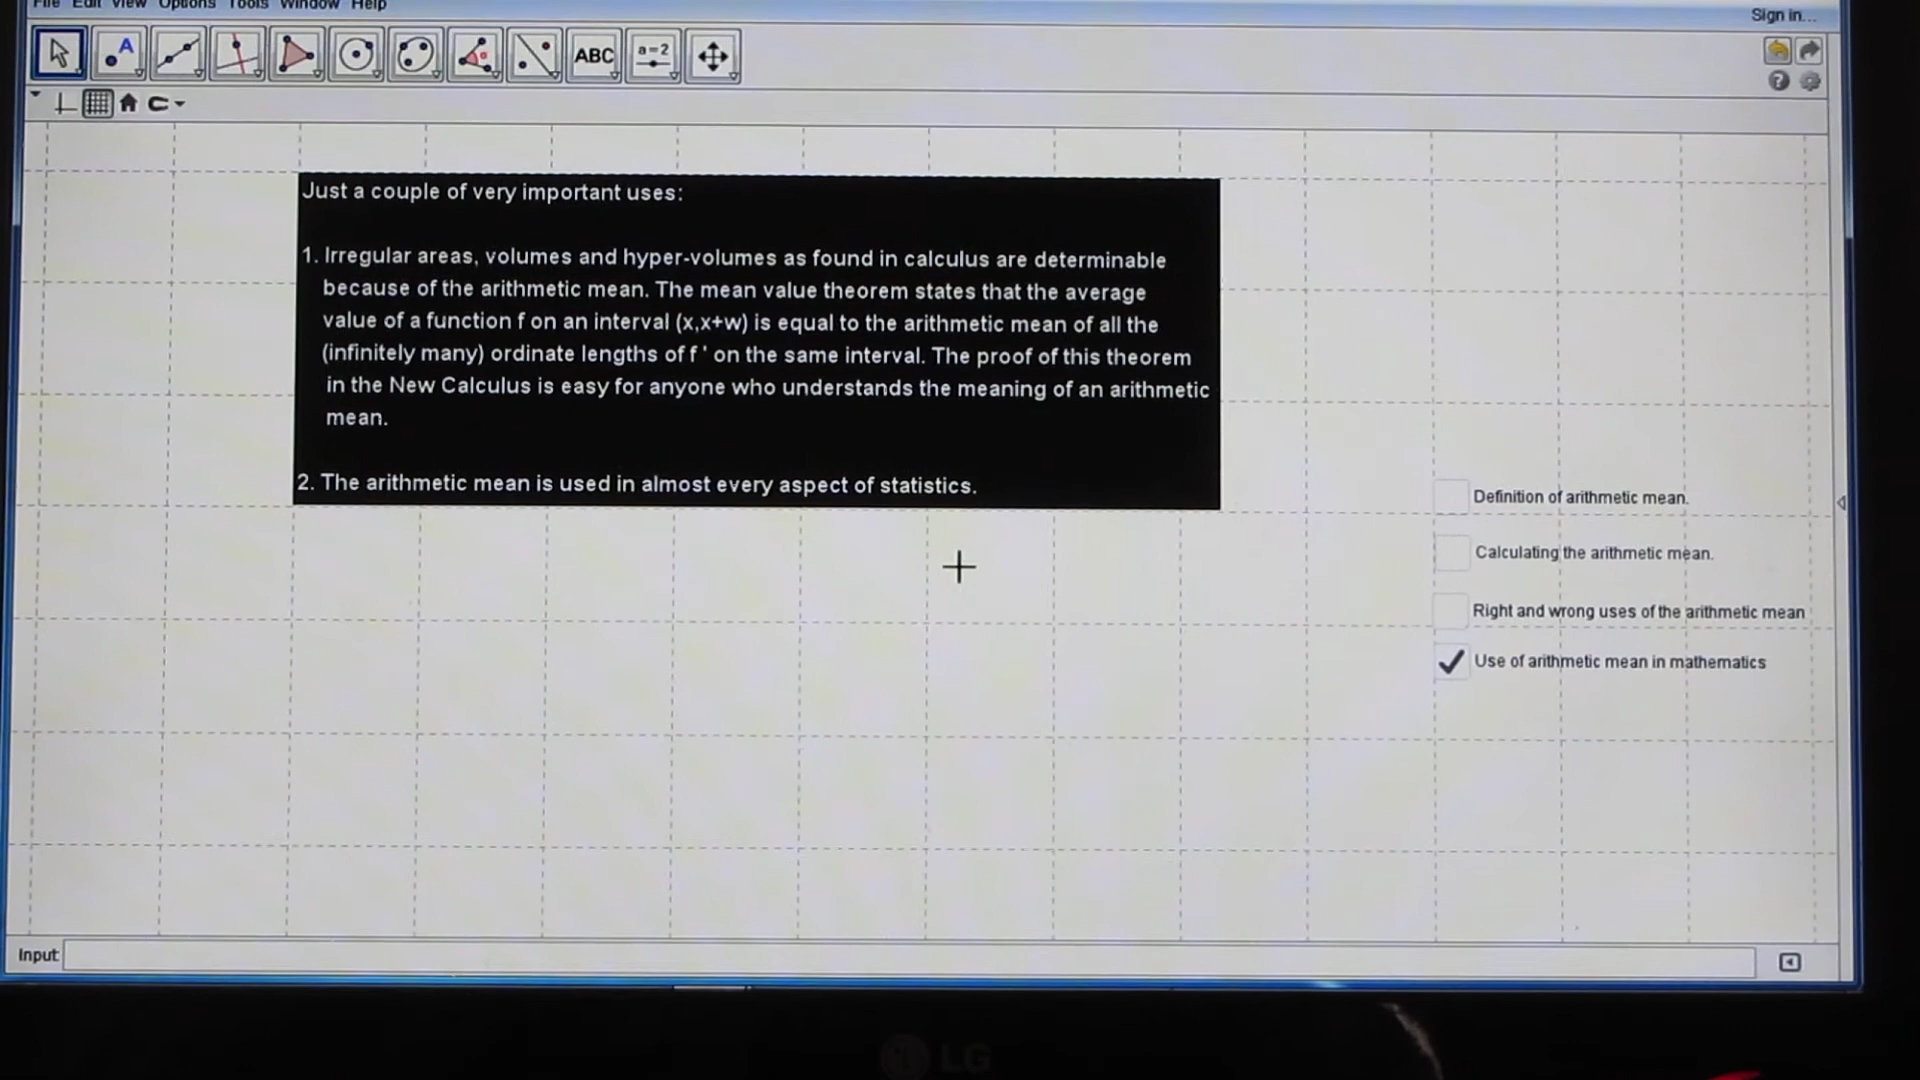 File Edit View Options Tools Window Help
Sign in...
A
ABC
a=2
Just a couple of very important uses:
1. Irregular areas, volumes and hyper-volumes as found in calculus are determinable
because of the arithmetic mean. The mean value theorem states that the average
value of a function f on an interval (x,x+w) is equal to the arithmetic mean of all the
(infinitely many) ordinate lengths of f ' on the same interval. The proof of this theorem
in the New Calculus is easy for anyone who understands the meaning of an arithmetic
mean.
2. The arithmetic mean is used in almost every aspect of statistics.
Definition of arithmetic mean.
Calculating the arithmetic mean.
Right and wrong uses of the arithmetic mean
Use of arithmetic mean in mathematics
Input:
LG